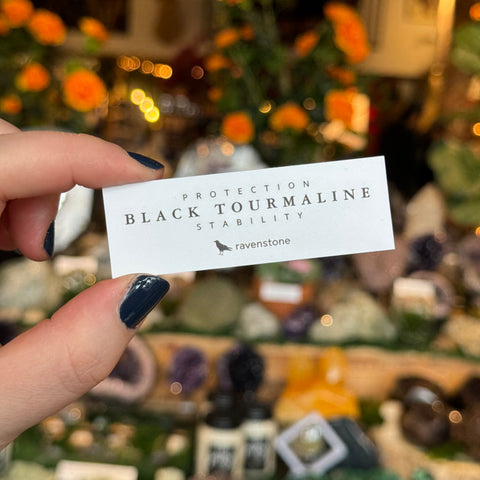 PROTECTION
BLACK TOURMALINE
STABILITY
ravenstone